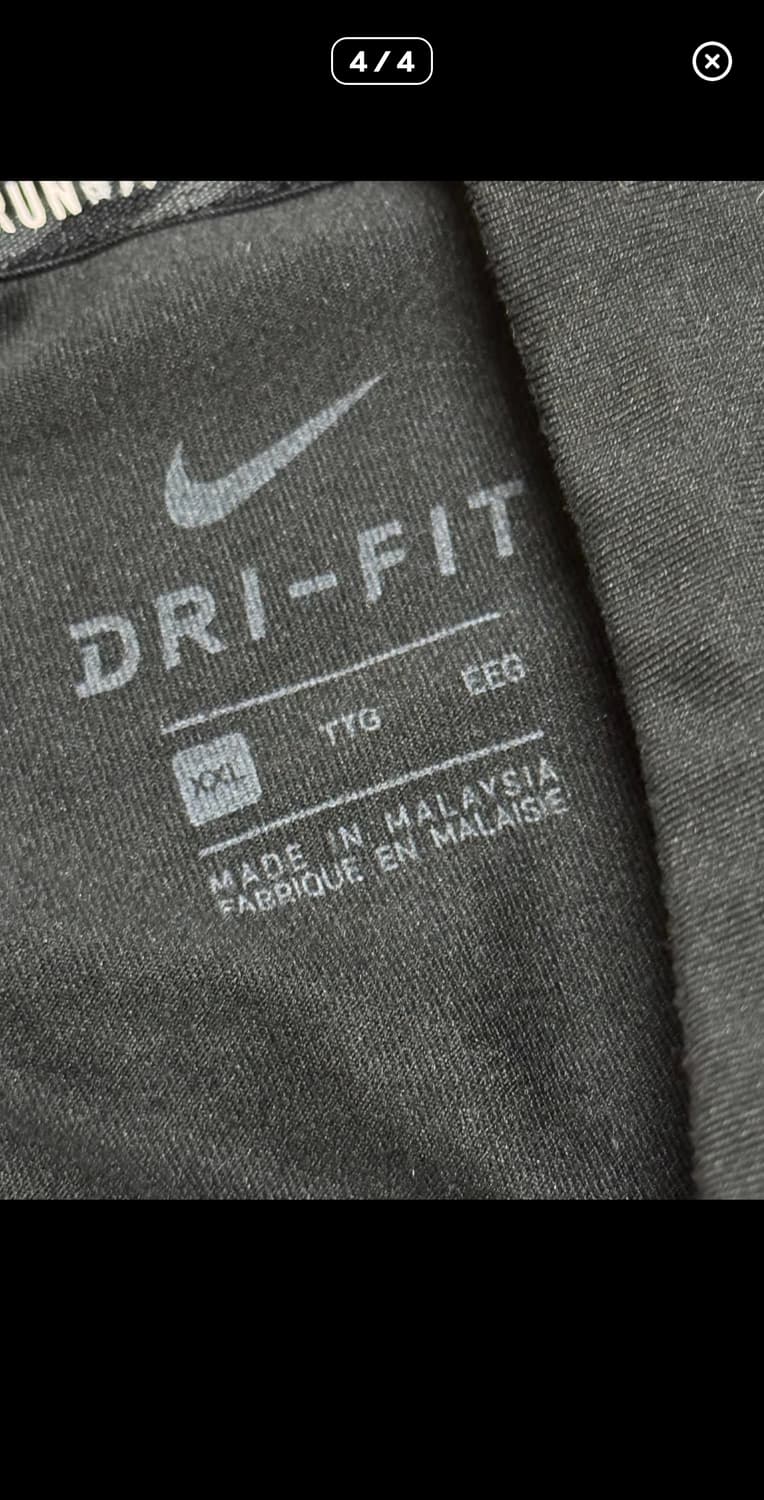 4/4
DRI-FIT
XXL TTG EEG
MADE IN MALAYSIA
FABRIQUE EN MALAISIE